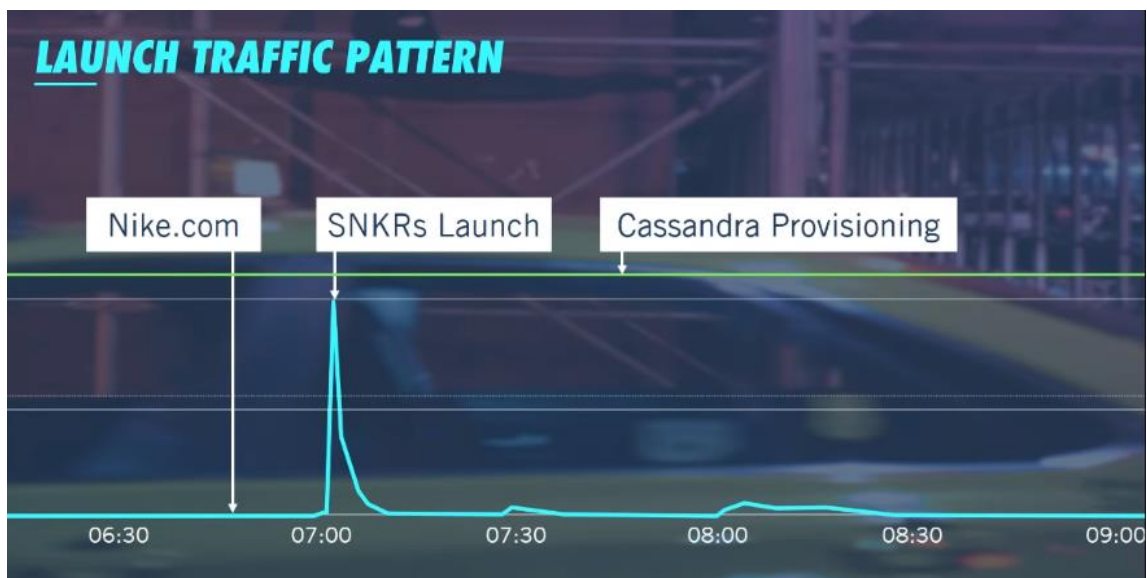 LAUNCH TRAFFIC PATTERN
Nike.com
SNKRs Launch
Cassandra Provisioning
06:30
07:00
07:30
08:00
08:30
09:00